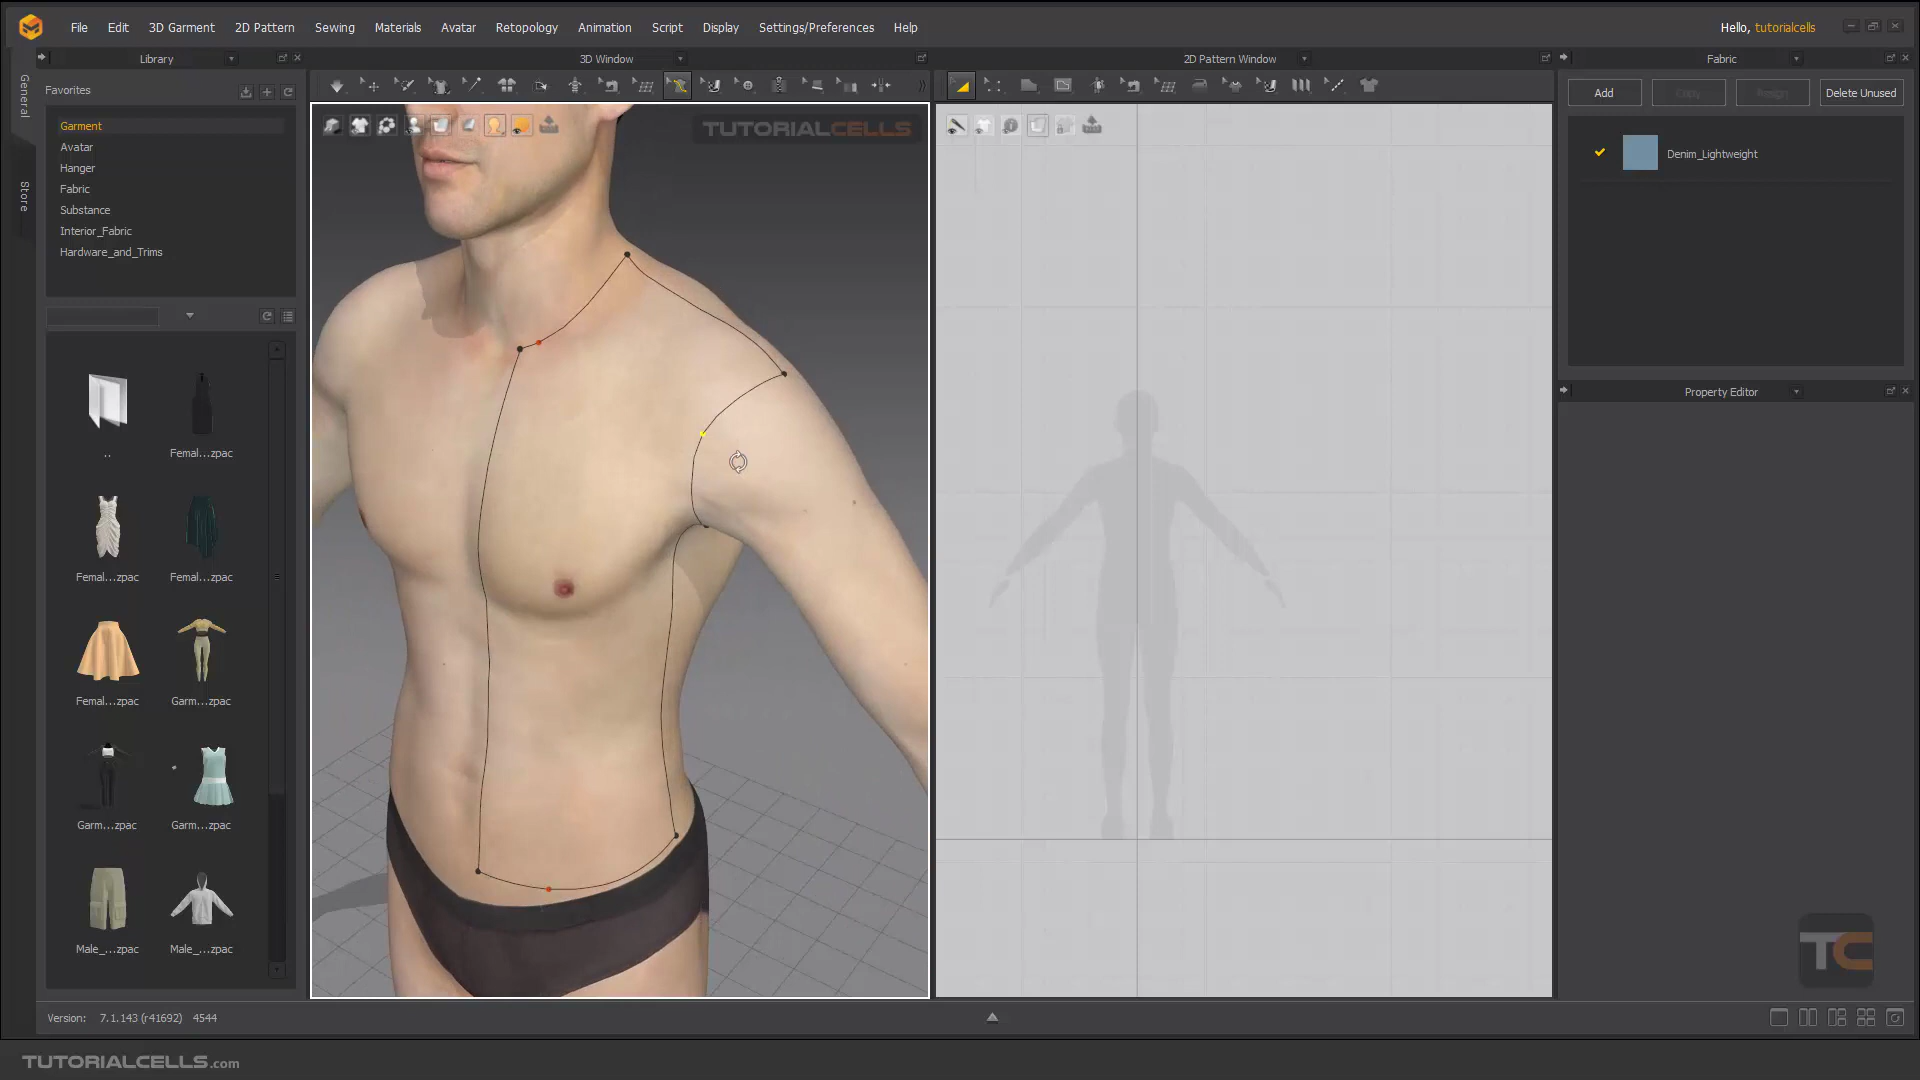 File Edit 3D Garment 2D Pattern Sewing Materials Avatar Retopology Animation Script Display Settings/Preferences Help Hello, tutorialcells
General
Store
Library
Favorites
Garment
Avatar
Hanger
Fabric
Substance
Interior_Fabric
Hardware_and_Trims
..
Femal...zpac
Femal...zpac
Femal...zpac
Femal...zpac
Garm...zpac
Garm...zpac
Garm...zpac
Male_...zpac
Male_...zpac
3D Window
TUTORIALCELLS
2D Pattern Window
Fabric
Add Copy Assign Delete Unused
Denim_Lightweight
Property Editor
TC
Version: 7.1.143 (r41692) 4544
TUTORIALCELLS.com